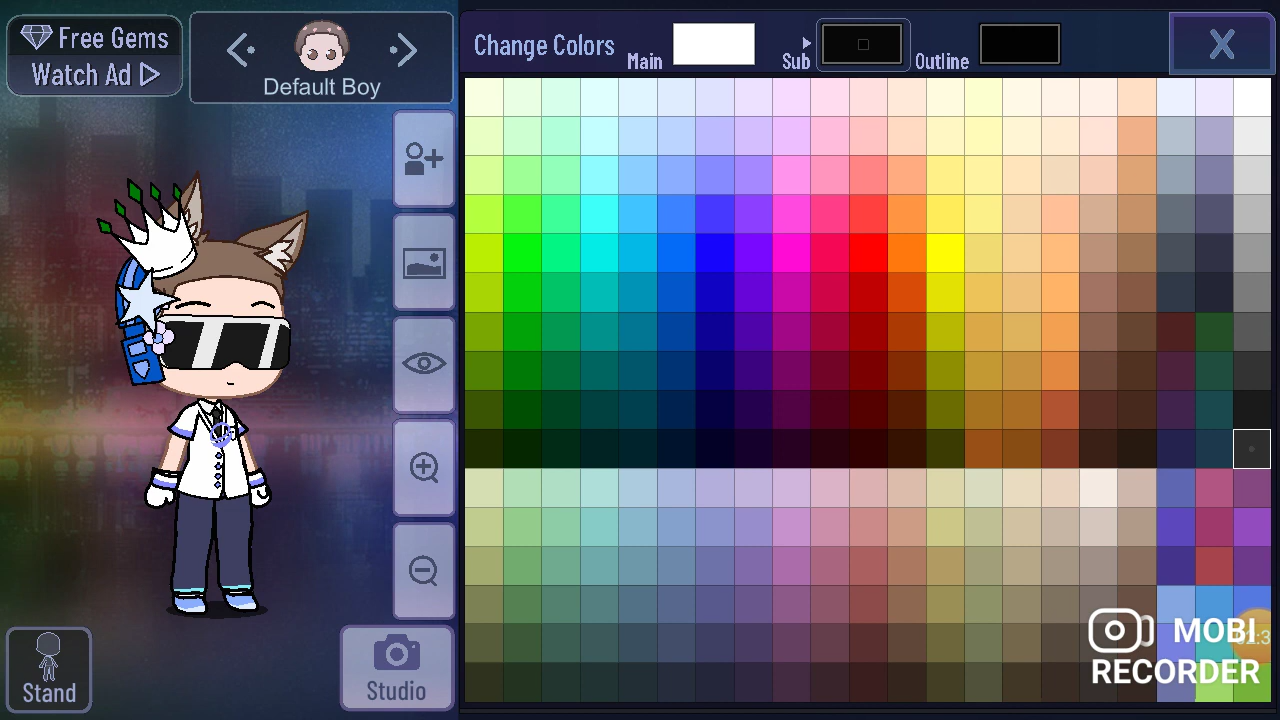 Free Gems
Watch Ad
Default Boy
Change Colors
Main
Sub
Outline
X
Stand
Studio
MOBI
RECORDER